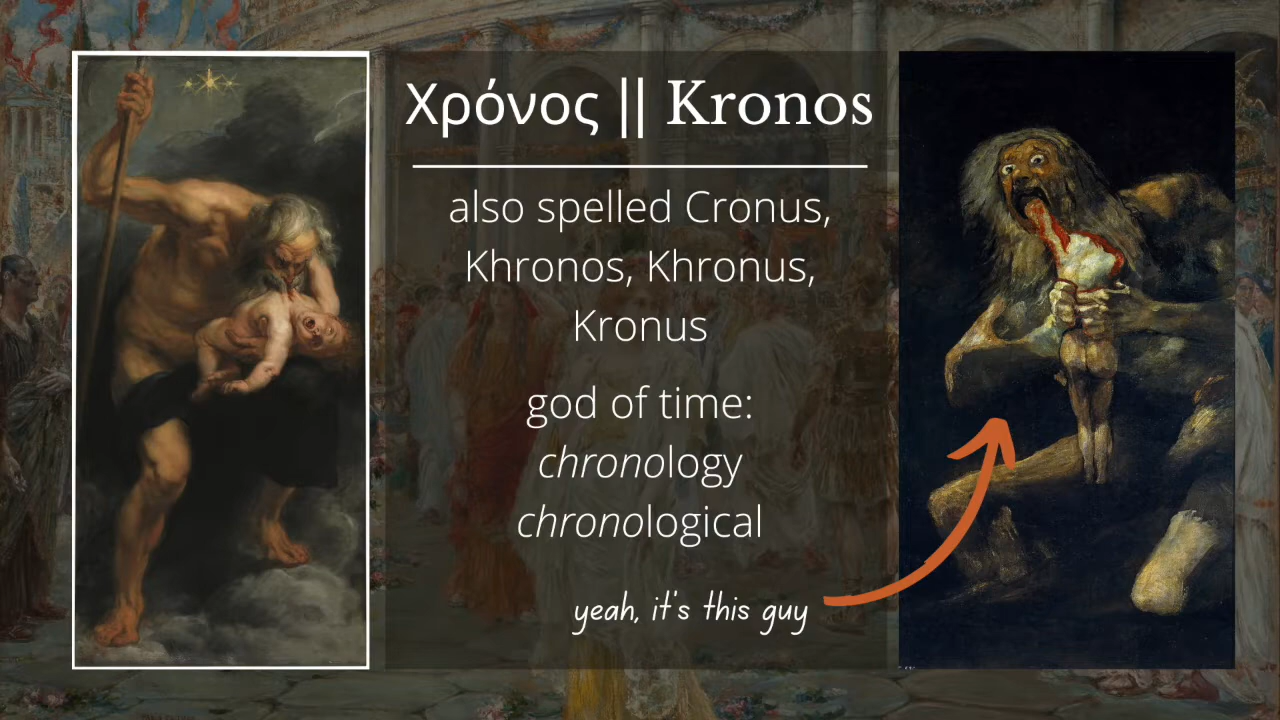 Χρόνος || Kronos
also spelled Cronus,
Khronos, Khronus,
Kronus
god of time:
chronology
chronological
yeah, it's this guy